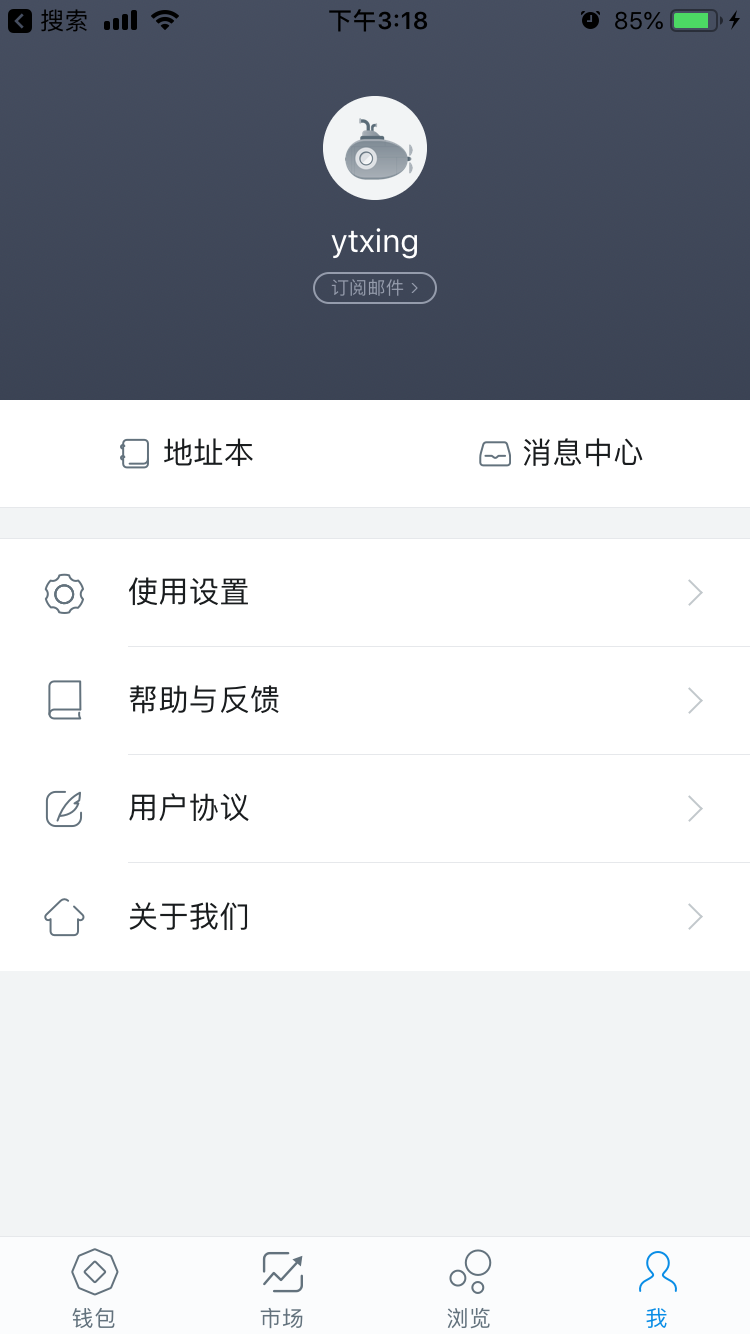 搜索 下午3:18 85%
ytxing
订阅邮件
地址本 消息中心
使用设置
帮助与反馈
用户协议
关于我们
钱包 市场 浏览 我